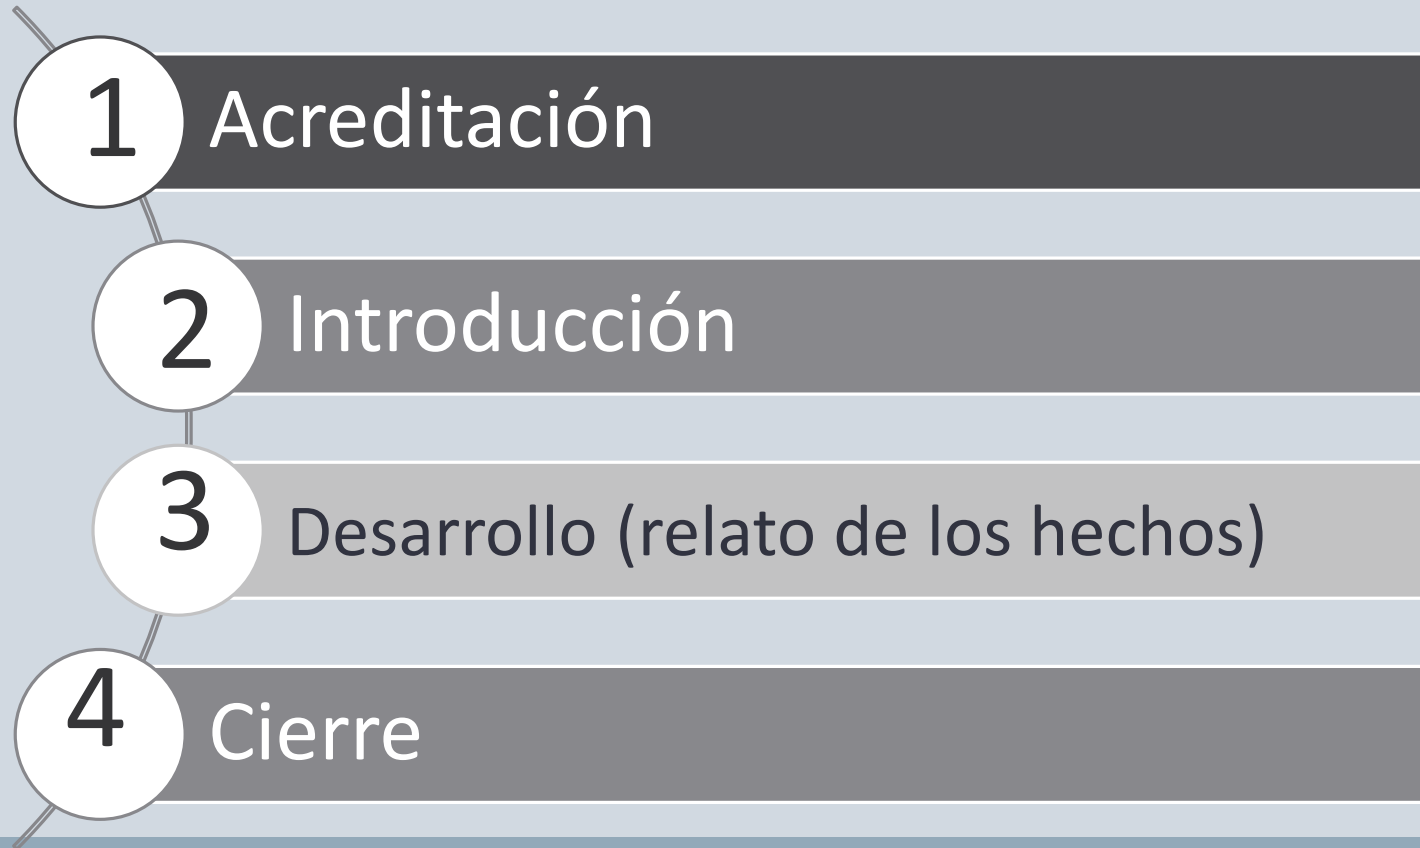 1 Acreditación
2 Introducción
3 Desarrollo (relato de los hechos)
4 Cierre